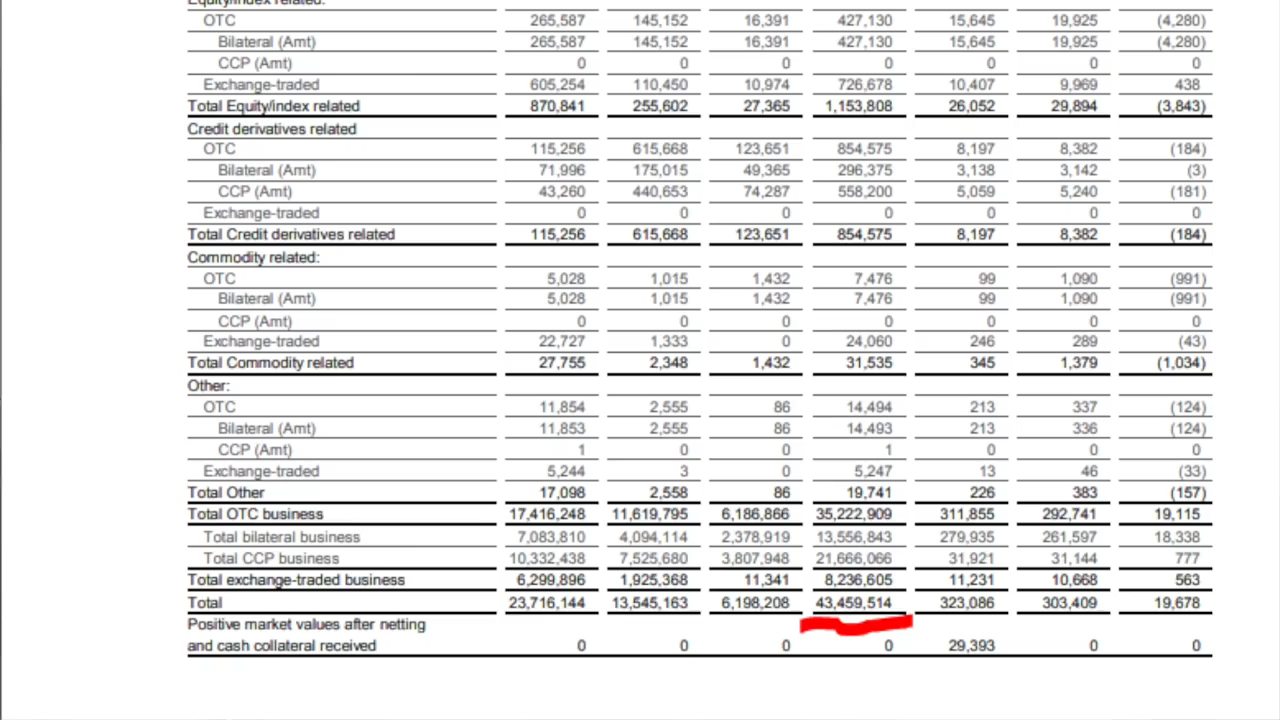 Equity/index related:
OTC 265,587 145,152 16,391 427,130 15,645 19,925 (4,280)
Bilateral (Amt) 265,587 145,152 16,391 427,130 15,645 19,925 (4,280)
CCP (Amt) 0 0 0 0 0 0 0
Exchange-traded 605,254 110,450 10,974 726,678 10,407 9,969 438
Total Equity/index related 870,841 255,602 27,365 1,153,808 26,052 29,894 (3,843)
Credit derivatives related
OTC 115,256 615,668 123,651 854,575 8,197 8,382 (184)
Bilateral (Amt) 71,996 175,015 49,365 296,375 3,138 3,142 (3)
CCP (Amt) 43,260 440,653 74,287 558,200 5,059 5,240 (181)
Exchange-traded 0 0 0 0 0 0 0
Total Credit derivatives related 115,256 615,668 123,651 854,575 8,197 8,382 (184)
Commodity related:
OTC 5,028 1,015 1,432 7,476 99 1,090 (991)
Bilateral (Amt) 5,028 1,015 1,432 7,476 99 1,090 (991)
CCP (Amt) 0 0 0 0 0 0 0
Exchange-traded 22,727 1,333 0 24,060 246 289 (43)
Total Commodity related 27,755 2,348 1,432 31,535 345 1,379 (1,034)
Other:
OTC 11,854 2,555 86 14,494 213 337 (124)
Bilateral (Amt) 11,853 2,555 86 14,493 213 336 (124)
CCP (Amt) 1 0 0 1 0 0 0
Exchange-traded 5,244 3 0 5,247 13 46 (33)
Total Other 17,098 2,558 86 19,741 226 383 (157)
Total OTC business 17,416,248 11,619,795 6,186,866 35,222,909 311,855 292,741 19,115
Total bilateral business 7,083,810 4,094,114 2,378,919 13,556,843 279,935 261,597 18,338
Total CCP business 10,332,438 7,525,680 3,807,948 21,666,066 31,921 31,144 777
Total exchange-traded business 6,299,896 1,925,368 11,341 8,236,605 11,231 10,668 563
Total 23,716,144 13,545,163 6,198,208 43,459,514 323,086 303,409 19,678
Positive market values after netting
and cash collateral received 0 0 0 0 29,393 0 0